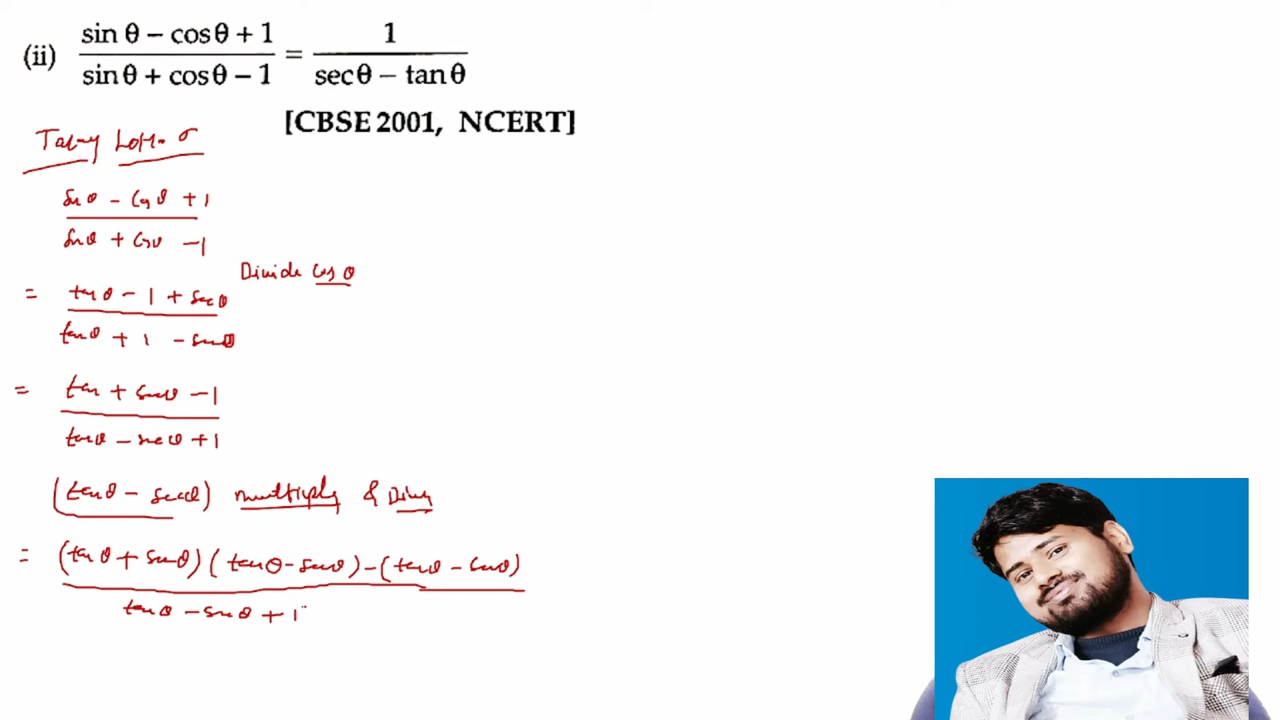 (ii) sin θ − cos θ + 1 / sin θ + cos θ − 1 = 1 / sec θ − tan θ
[CBSE 2001, NCERT]
Taking
sinθ − cosθ + 1
sinθ + cosθ − 1
Divide cos θ
= tanθ − 1 + secθ
tanθ + 1 − secθ
= tan + secθ − 1
tanθ − secθ + 1
(tanθ − secθ) multiply &
= (tanθ + secθ)(tanθ − secθ) − (tanθ − secθ)
tanθ − secθ + 1